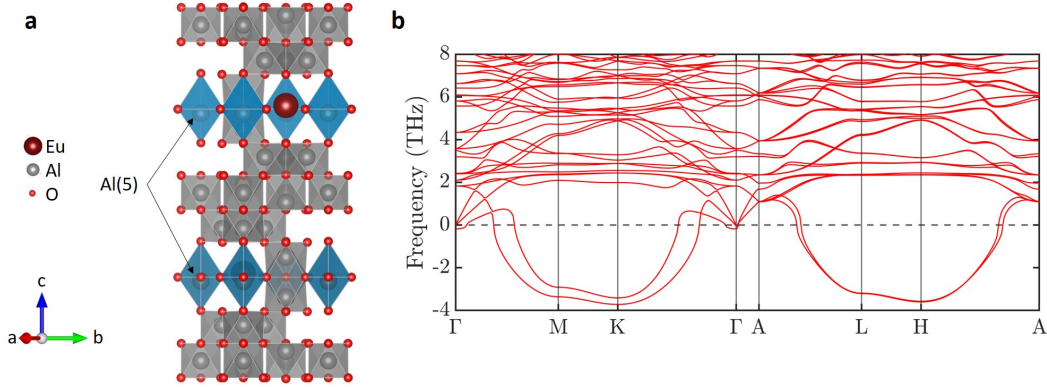 a
Eu
Al
O
Al(5)
c
a
b
b
Frequency (THz)
8
6
4
2
0
-2
-4
Γ
M
K
Γ
A
L
H
A